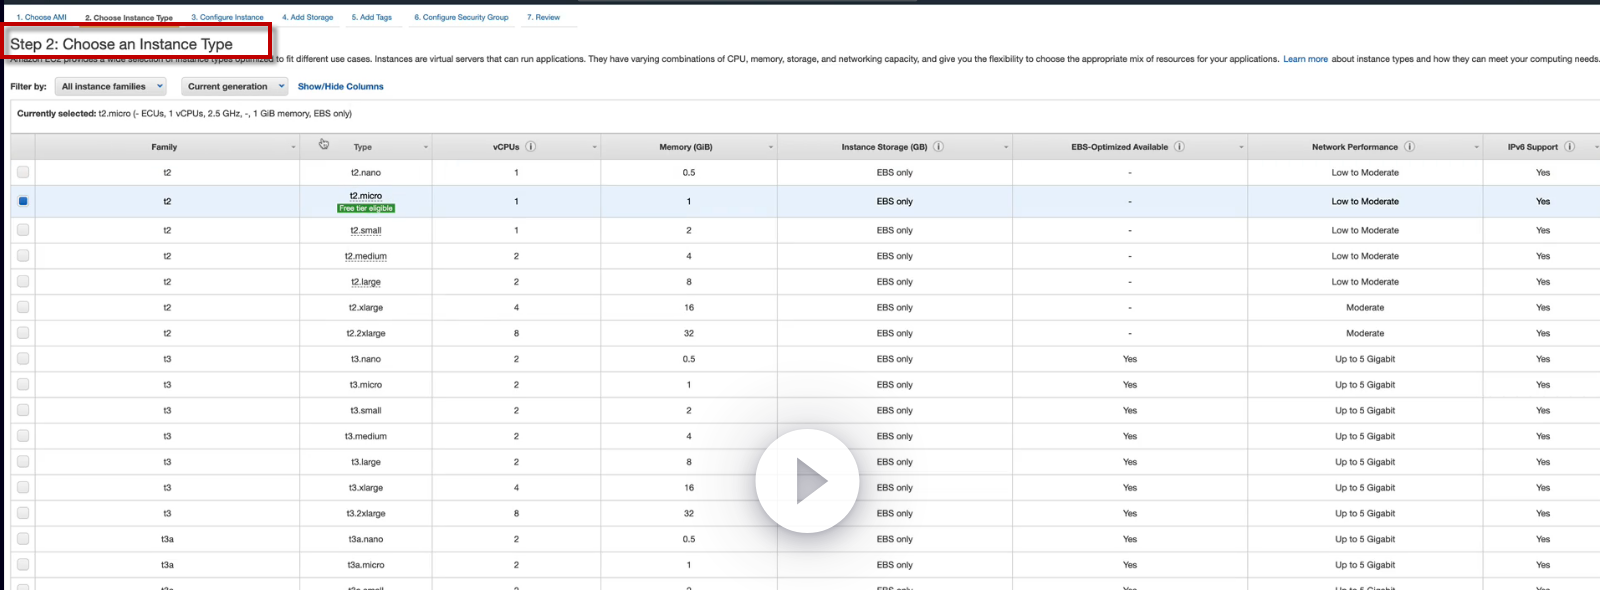 1. Choose AMI 2. Choose Instance Type 3. Configure Instance 4. Add Storage 5. Add Tags 6. Configure Security Group 7. Review
Step 2: Choose an Instance Type
Amazon EC2 provides a wide selection of instance types optimized to fit different use cases. Instances are virtual servers that can run applications. They have varying combinations of CPU, memory, storage, and networking capacity, and give you the flexibility to choose the appropriate mix of resources for your applications. Learn more about instance types and how they can meet your computing needs.
Filter by: All instance families Current generation Show/Hide Columns
Currently selected: t2.micro (- ECUs, 1 vCPUs, 2.5 GHz, -, 1 GiB memory, EBS only)
Family Type vCPUs Memory (GiB) Instance Storage (GB) EBS-Optimized Available Network Performance IPv6 Support
t2 t2.nano 1 0.5 EBS only - Low to Moderate Yes
t2 t2.micro 1 1 EBS only - Low to Moderate Yes
Free tier eligible
t2 t2.small 1 2 EBS only - Low to Moderate Yes
t2 t2.medium 2 4 EBS only - Low to Moderate Yes
t2 t2.large 2 8 EBS only - Low to Moderate Yes
t2 t2.xlarge 4 16 EBS only - Moderate Yes
t2 t2.2xlarge 8 32 EBS only - Moderate Yes
t3 t3.nano 2 0.5 EBS only Yes Up to 5 Gigabit Yes
t3 t3.micro 2 1 EBS only Yes Up to 5 Gigabit Yes
t3 t3.small 2 2 EBS only Yes Up to 5 Gigabit Yes
t3 t3.medium 2 4 EBS only Yes Up to 5 Gigabit Yes
t3 t3.large 2 8 EBS only Yes Up to 5 Gigabit Yes
t3 t3.xlarge 4 16 EBS only Yes Up to 5 Gigabit Yes
t3 t3.2xlarge 8 32 EBS only Yes Up to 5 Gigabit Yes
t3a t3a.nano 2 0.5 EBS only Yes Up to 5 Gigabit Yes
t3a t3a.micro 2 1 EBS only Yes Up to 5 Gigabit Yes